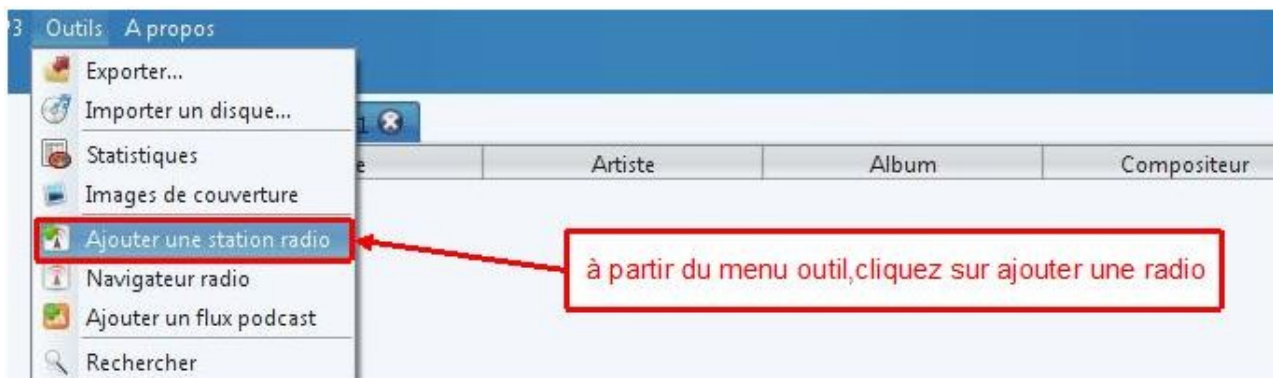 Outils A propos
Exporter...
Importer un disque...
Statistiques
Artiste Album Compositeur
Images de couverture
Ajouter une station radio
à partir du menu outil,cliquez sur ajouter une radio
Navigateur radio
Ajouter un flux podcast
Rechercher